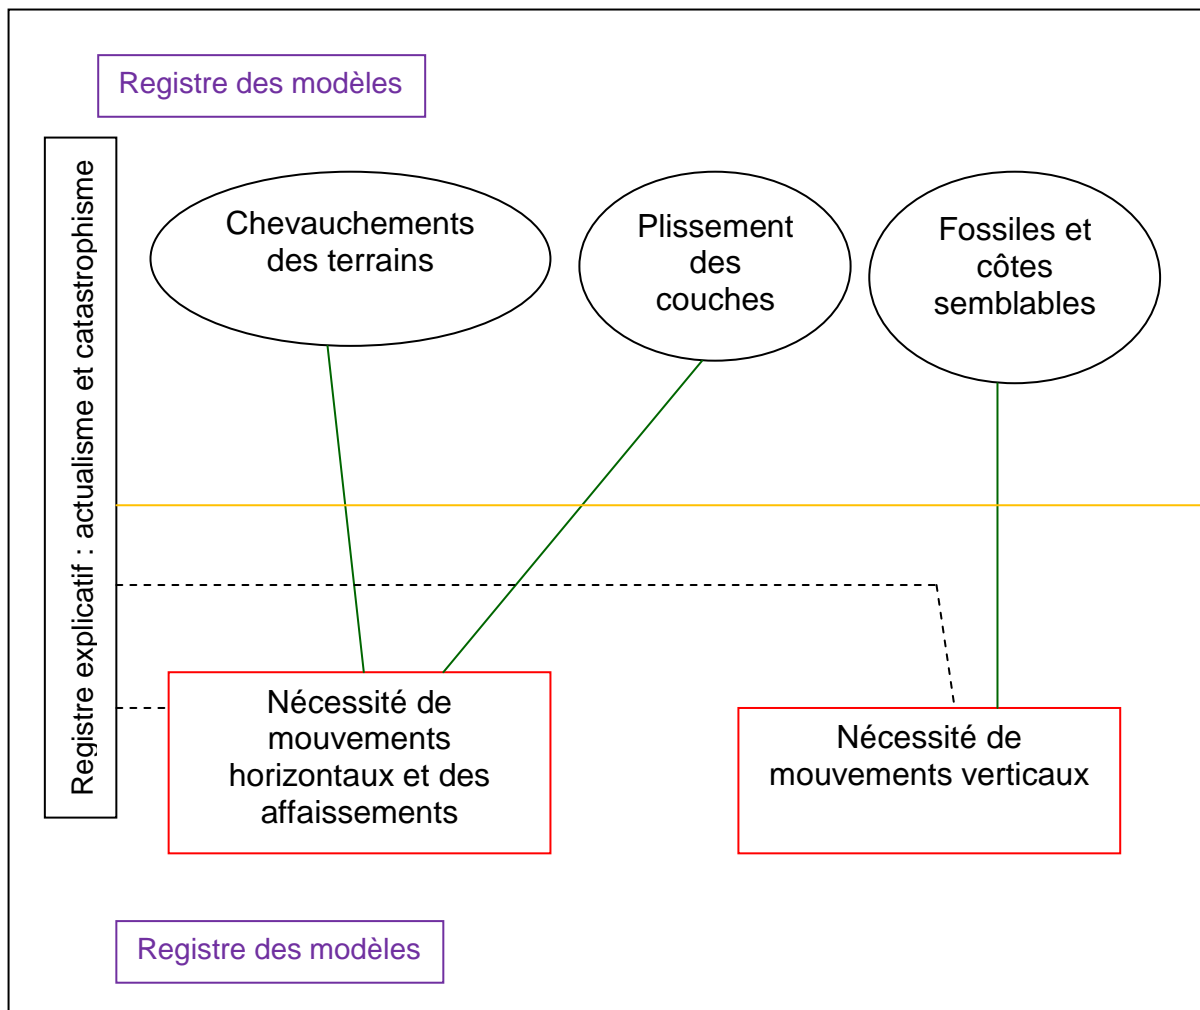 Registre des modèles
Registre explicatif : actualisme et catastrophisme
Chevauchements
des terrains
Plissement
des
couches
Fossiles et
côtes
semblables
Nécessité de
mouvements
horizontaux et des
affaissements
Nécessité de
mouvements verticaux
Registre des modèles